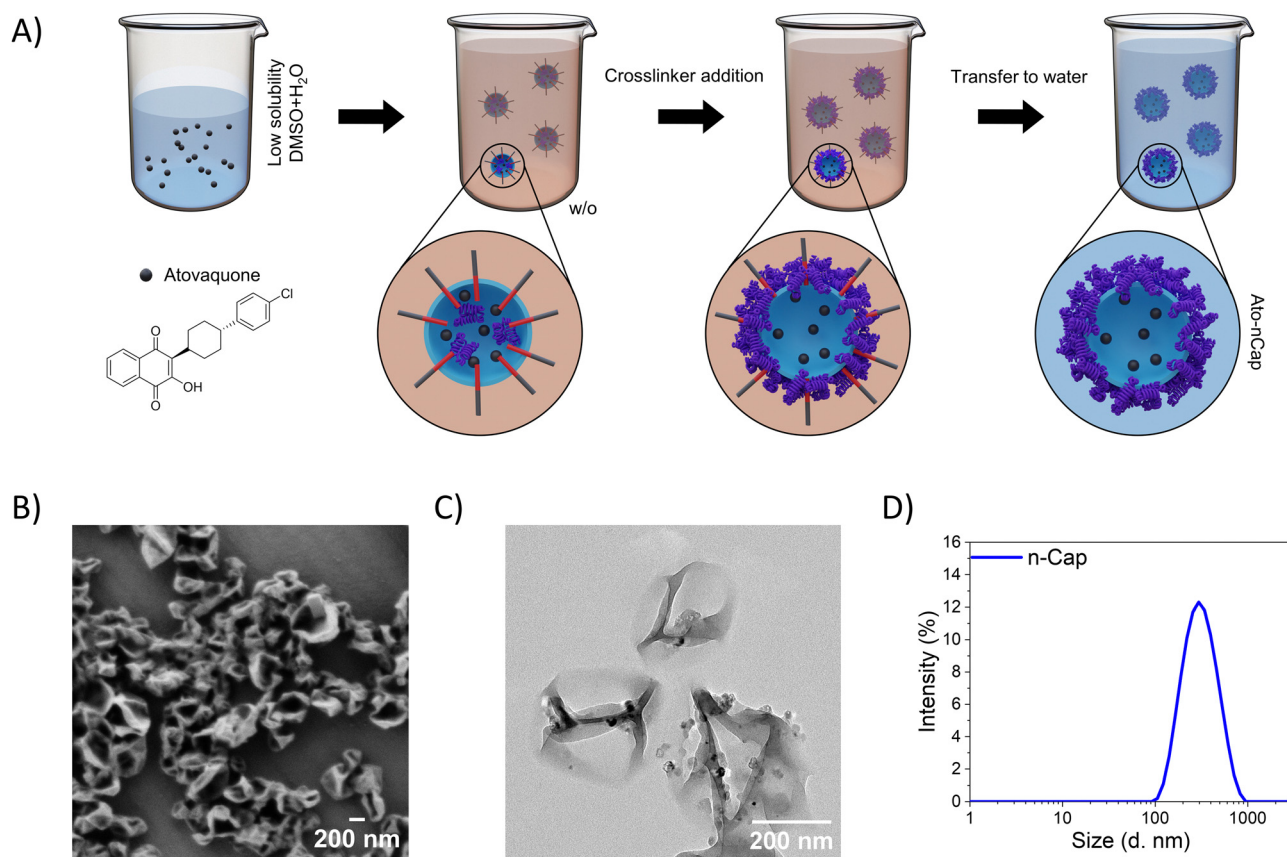 A)
Low solubility
DMSO+H₂O
w/o
Crosslinker addition
Transfer to water
Ato-nCap
Atovaquone
Cl
O
OH
O
B)
200 nm
C)
200 nm
D)
n-Cap
Intensity (%)
16
14
12
10
8
6
4
2
0
1
10
100
1000
Size (d. nm)